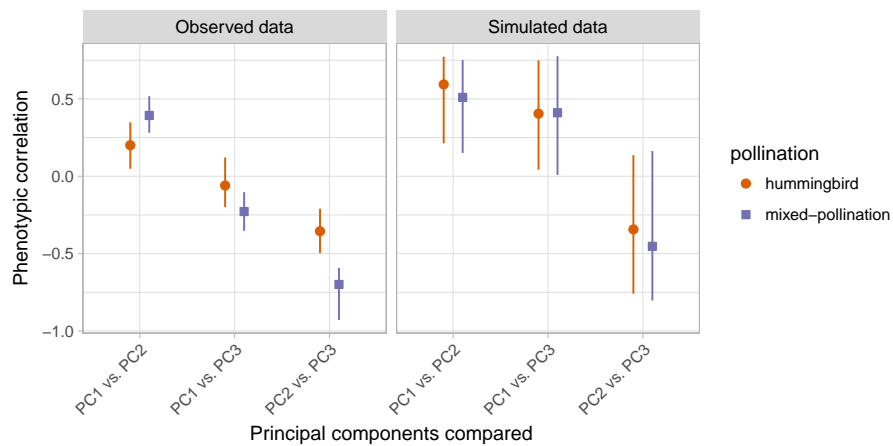 Observed data
Simulated data
Phenotypic correlation
0.5
0.0
−0.5
−1.0
PC1 vs. PC2
PC1 vs. PC3
PC2 vs. PC3
PC1 vs. PC2
PC1 vs. PC3
PC2 vs. PC3
Principal components compared
pollination
hummingbird
mixed−pollination